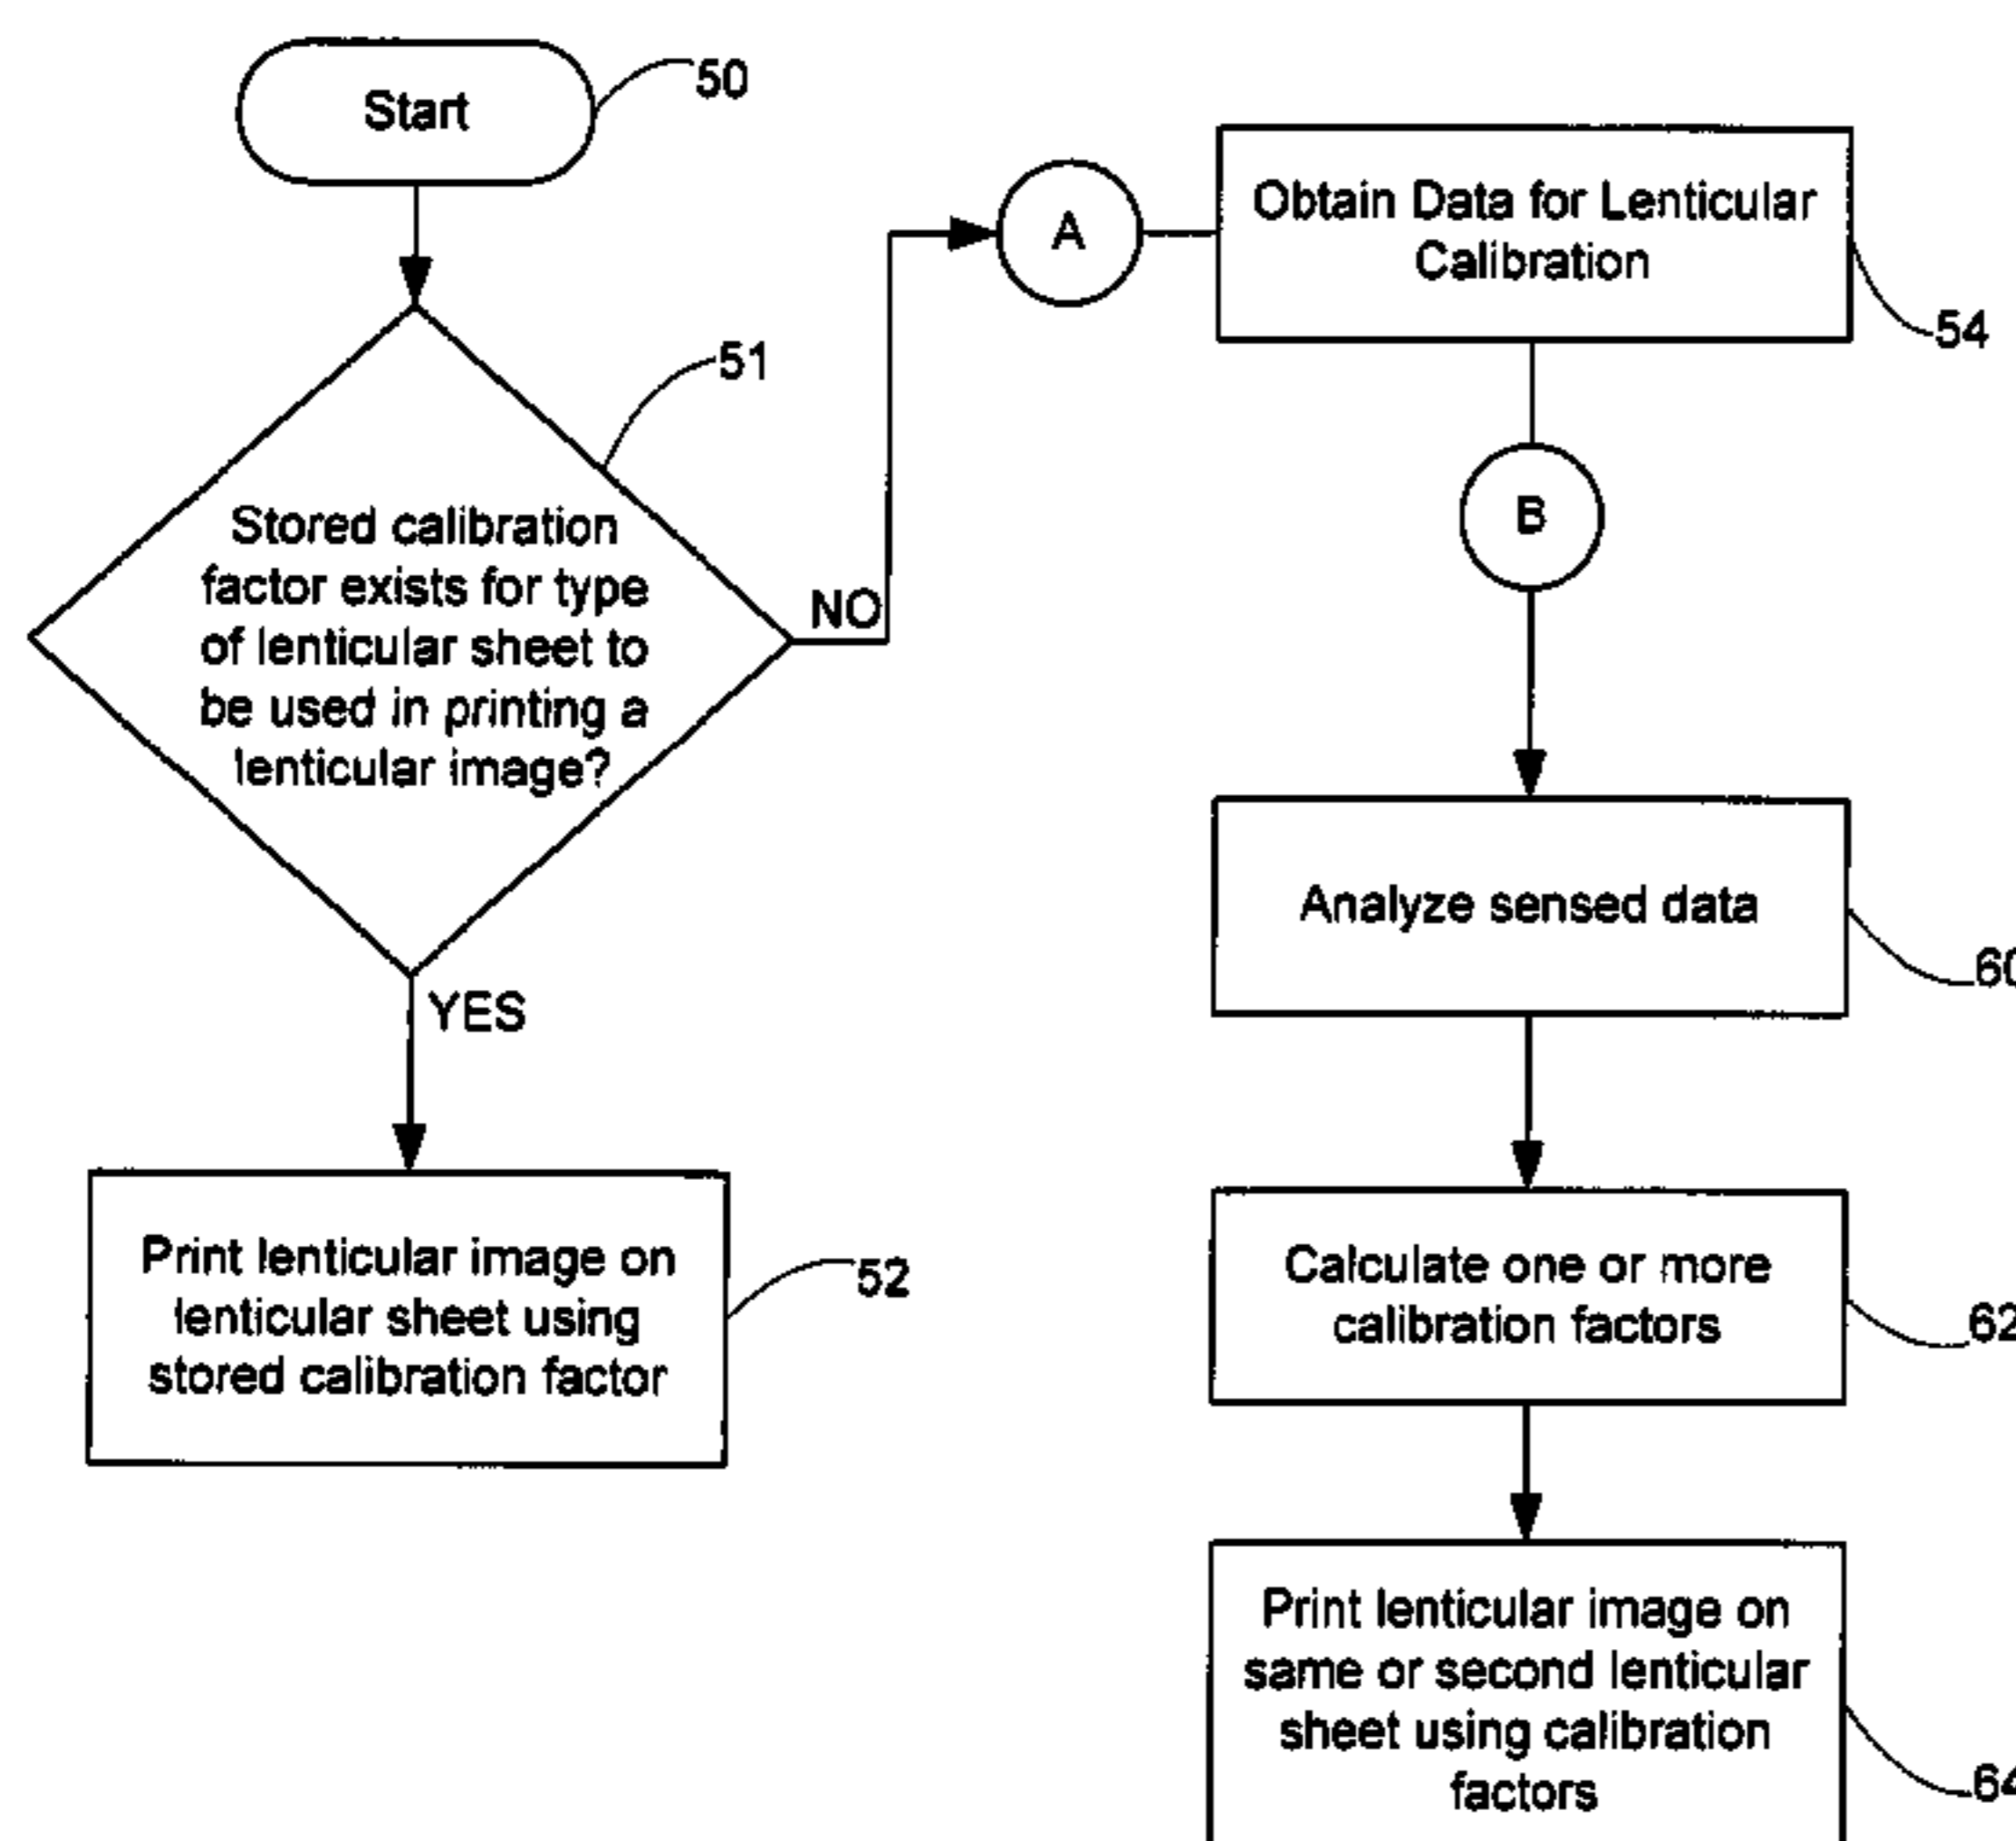 Start
50
51
Stored calibration
factor exists for type
of lenticular sheet to
be used in printing a
lenticular image?
NO
YES
Print lenticular image on
lenticular sheet using
stored calibration factor
52
A
Obtain Data for Lenticular
Calibration
54
B
Analyze sensed data
60
Calculate one or more
calibration factors
62
Print lenticular image on
same or second lenticular
sheet using calibration
factors
64